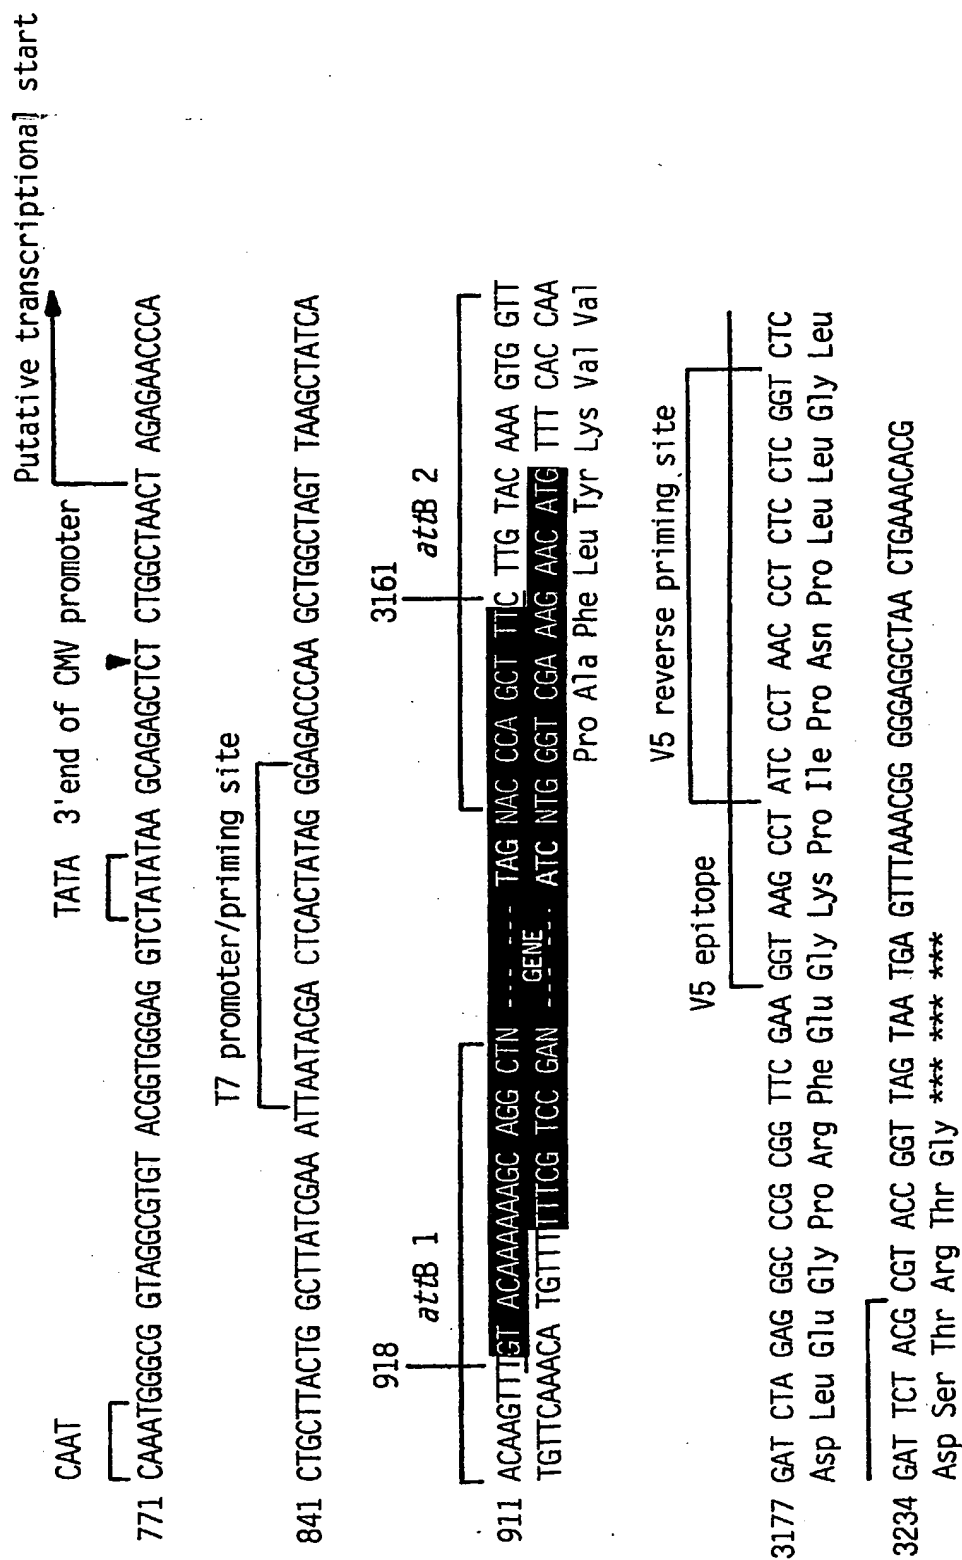 Putative transcriptional start
CAAT TATA 3'end of CMV promoter
771 CAAATGGGCG GTAGGCGTGT ACGGTGGGAG GTCTATATAA GCAGAGCTCT CTGGCTAACT AGAGAACCCA
T7 promoter/priming site
841 CTGCTTACTG GCTTATCGAA ATTAATACGA CTCACTATAG GGAGACCCAA GCTGGCTAGT TAAGCTATCA
918 3161
attB 1 attB 2
911 ACAAGTTTGT ACAAAAAAGC AGG CTN --- --- TAG NAC CCA GCT TTC TTG TAC AAA GTG GTT
GENE
TGTTCAAACA TGTTTTTTCG TCC GAN --- --- ATC NTG GGT CGA AAG AAC ATG TTT CAC CAA
Pro Ala Phe Leu Tyr Lys Val Val
V5 epitope V5 reverse priming site
3177 GAT CTA GAG GGC CCG CGG TTC GAA GGT AAG CCT ATC CCT AAC CCT CTC CTC GGT CTC
Asp Leu Glu Gly Pro Arg Phe Glu Gly Lys Pro Ile Pro Asn Pro Leu Leu Gly Leu
3234 GAT TCT ACG CGT ACC GGT TAG TAA TGA GTTTAAACGG GGGAGGCTAA CTGAAACACG
Asp Ser Thr Arg Thr Gly *** *** ***